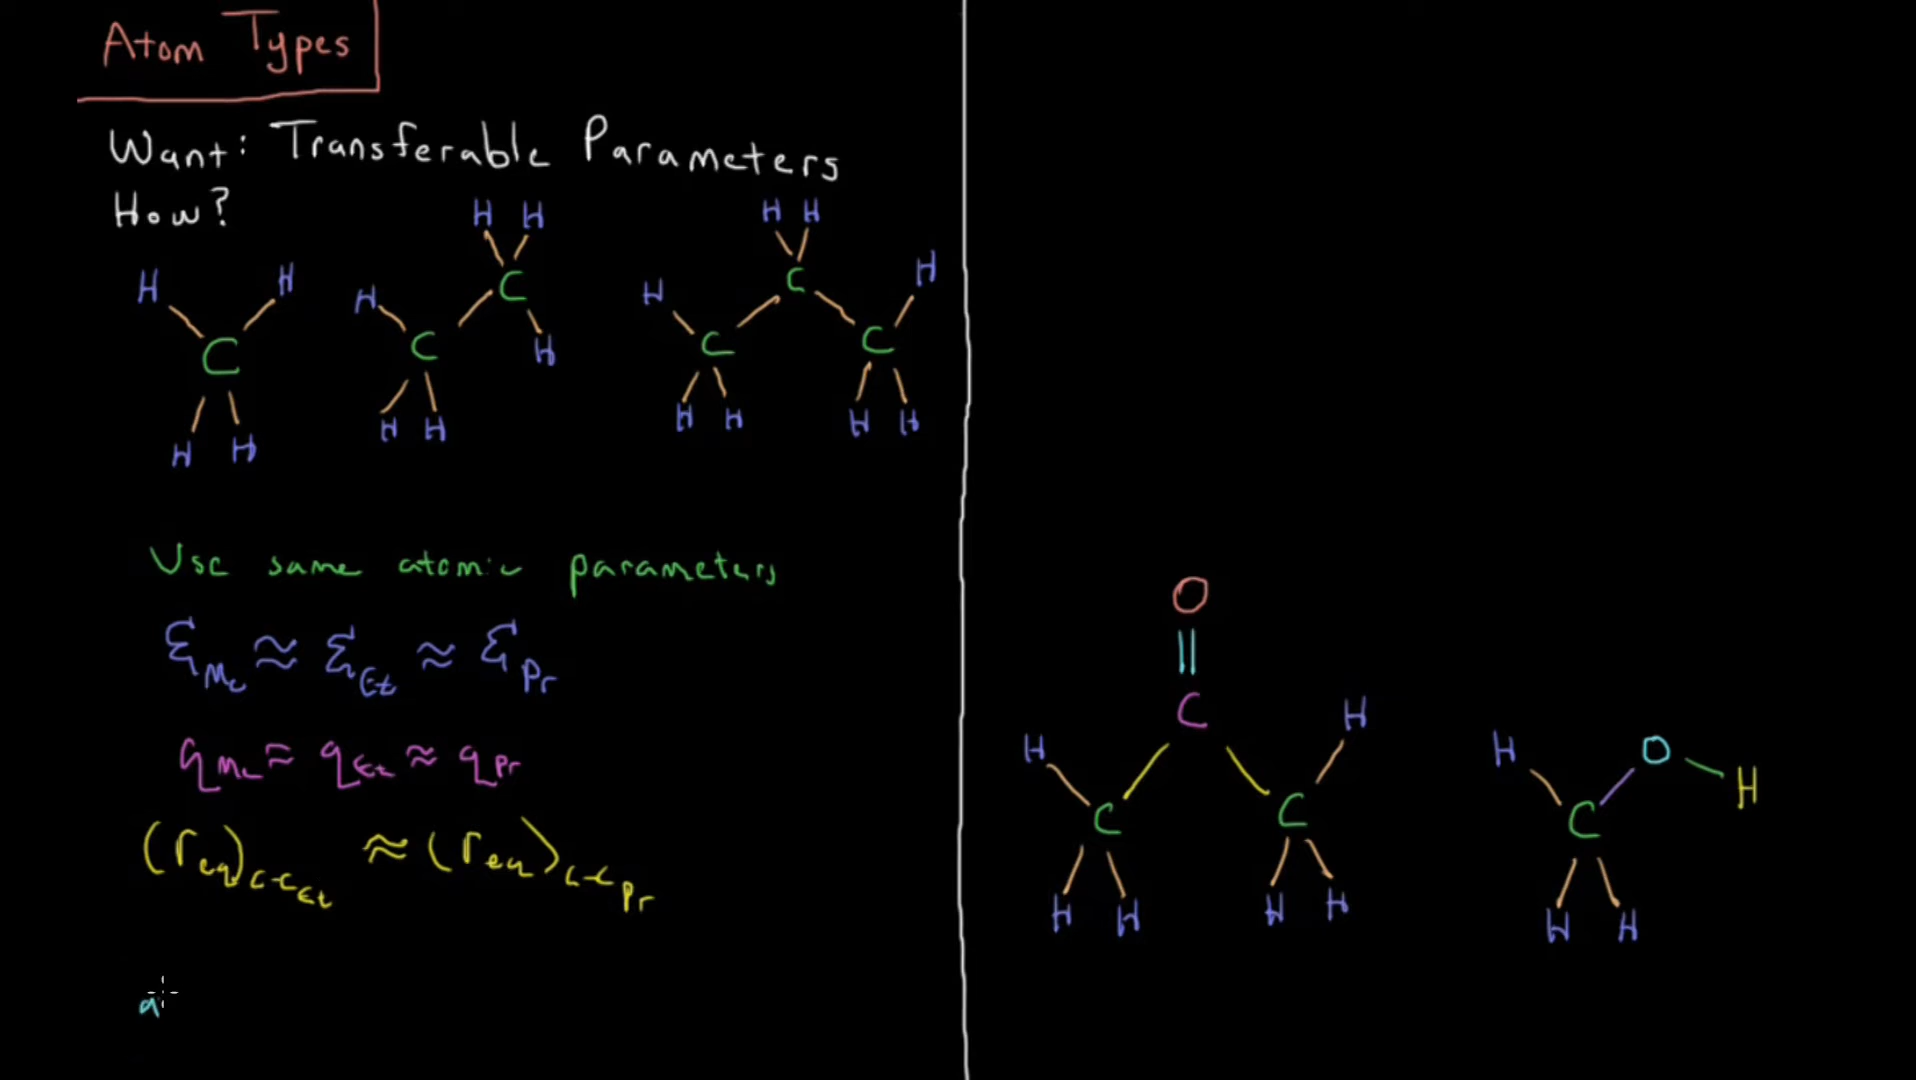 Atom Types
Want: Transferable Parameters
How?
H H H H
H H H H
H C H C C H
C H C C
H H H H H H
H H
Use same atomic parameters
ε_Me ≈ ε_Et ≈ ε_Pr
q_Me ≈ q_Et ≈ q_Pr
(r_eq)_C-C_Et ≈ (r_eq)_C-C_Pr
a
O
C H
H H O H
C C C
H H H H H H